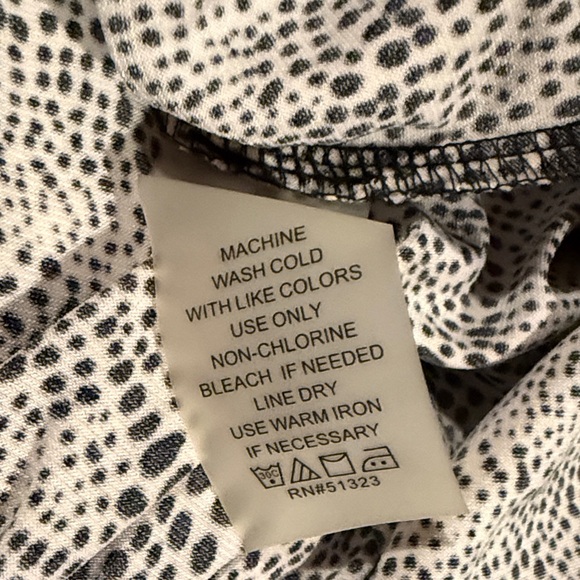 MACHINE
WASH COLD
WITH LIKE COLORS
USE ONLY
NON-CHLORINE
BLEACH IF NEEDED
LINE DRY
USE WARM IRON
IF NECESSARY
30C
RN#51323